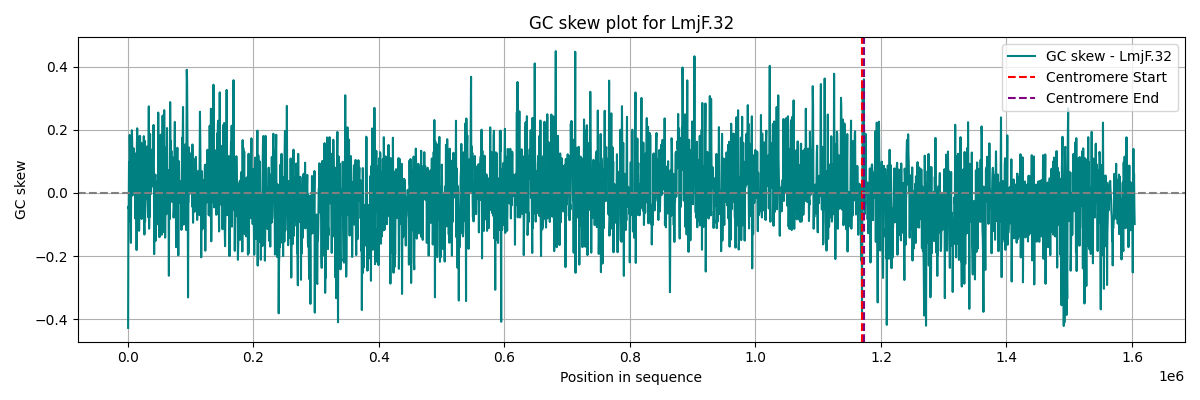 GC skew plot for LmjF.32
GC skew - LmjF.32
Centromere Start
Centromere End
GC skew
0.4
0.2
0.0
−0.2
−0.4
0.0 0.2 0.4 0.6 0.8 1.0 1.2 1.4 1.6
1e6
Position in sequence